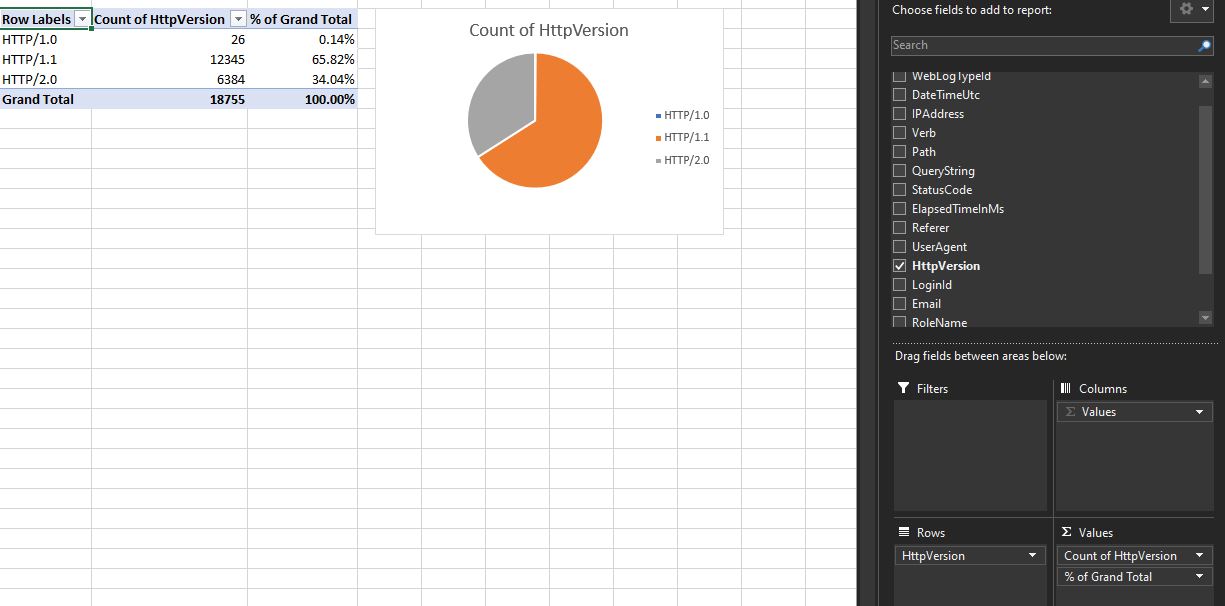 Row Labels Count of HttpVersion % of Grand Total
HTTP/1.0 26 0.14%
HTTP/1.1 12345 65.82%
HTTP/2.0 6384 34.04%
Grand Total 18755 100.00%
Count of HttpVersion
HTTP/1.0
HTTP/1.1
HTTP/2.0
Choose fields to add to report:
Search
WebLogTypeId
DateTimeUtc
IPAddress
Verb
Path
QueryString
StatusCode
ElapsedTimeInMs
Referer
UserAgent
HttpVersion
LoginId
Email
RoleName
Drag fields between areas below:
Filters
Columns
Σ Values
Rows
HttpVersion
Σ Values
Count of HttpVersion
% of Grand Total